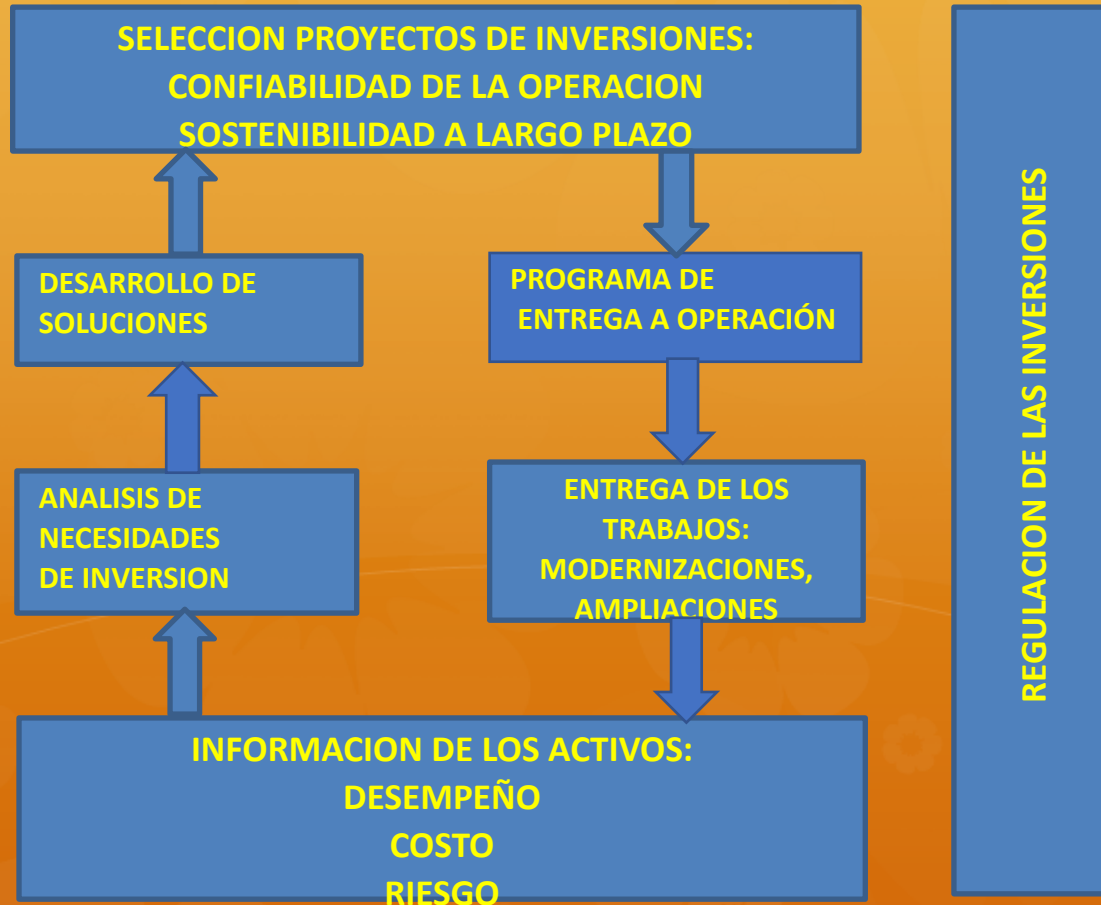 SELECCION PROYECTOS DE INVERSIONES:
CONFIABILIDAD DE LA OPERACION
SOSTENIBILIDAD A LARGO PLAZO
DESARROLLO DE
SOLUCIONES
PROGRAMA DE
ENTREGA A OPERACIÓN
ANALISIS DE
NECESIDADES
DE INVERSION
ENTREGA DE LOS
TRABAJOS:
MODERNIZACIONES,
AMPLIACIONES
INFORMACION DE LOS ACTIVOS:
DESEMPEÑO
COSTO
RIESGO
REGULACION DE LAS INVERSIONES